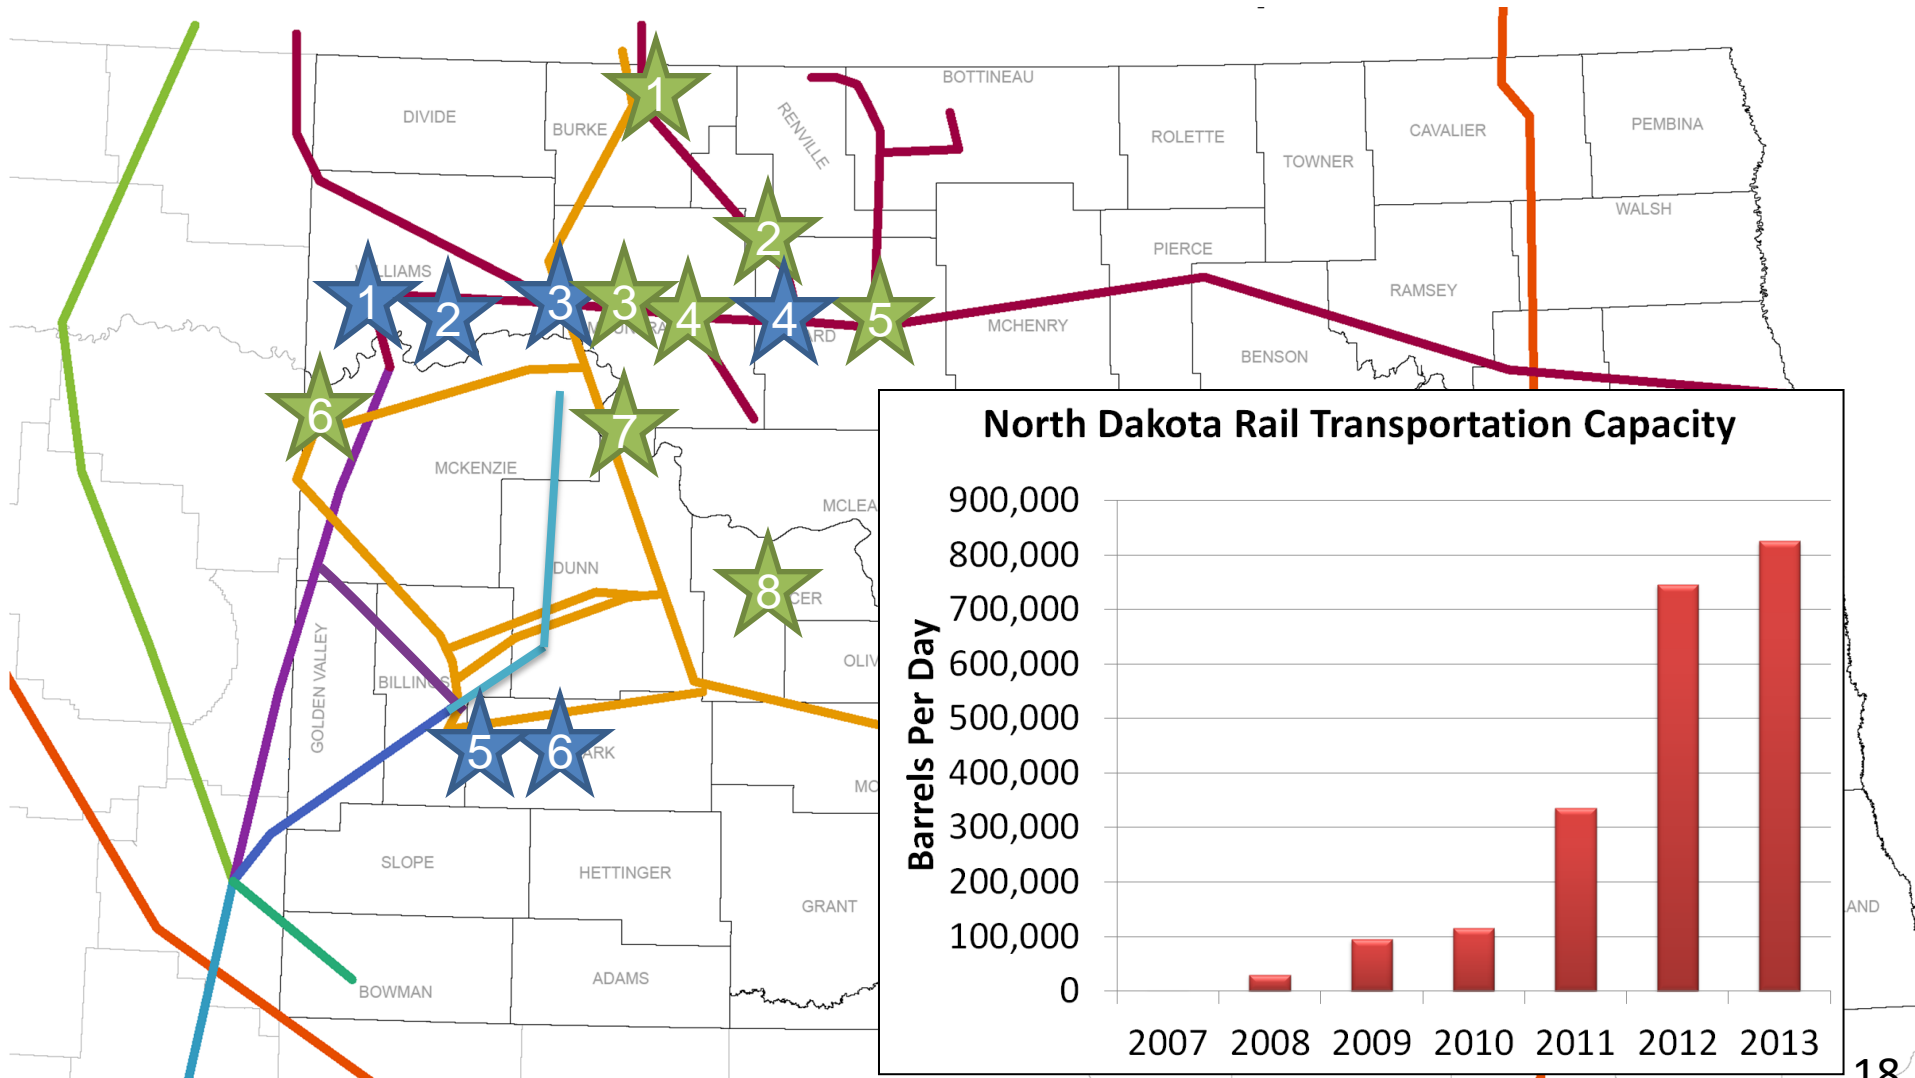 BOTTINEAU
1
DIVIDE
BURKE
RENVILLE
ROLETTE
TOWNER
CAVALIER
PEMBINA
WALSH
2
PIERCE
RAMSEY
1
2
3
3
4
4
5
MCHENRY
BENSON
6
7
MCKENZIE
DUNN
8
GOLDEN VALLEY
5
6
SLOPE
HETTINGER
GRANT
ADAMS
BOWMAN
North Dakota Rail Transportation Capacity
Barrels Per Day
900,000
800,000
700,000
600,000
500,000
400,000
300,000
200,000
100,000
0
2007 2008 2009 2010 2011 2012 2013
18